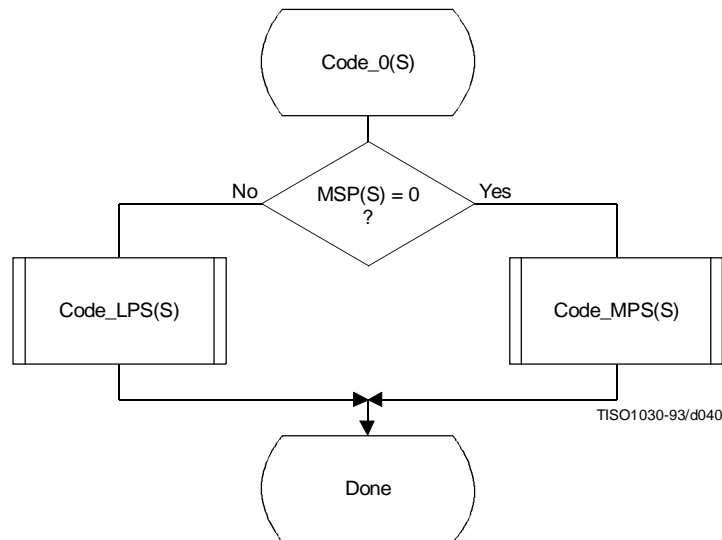 Code_0(S)
No
MSP(S) = 0
?
Yes
Code_LPS(S)
Code_MPS(S)
TISO1030-93/d040
Done